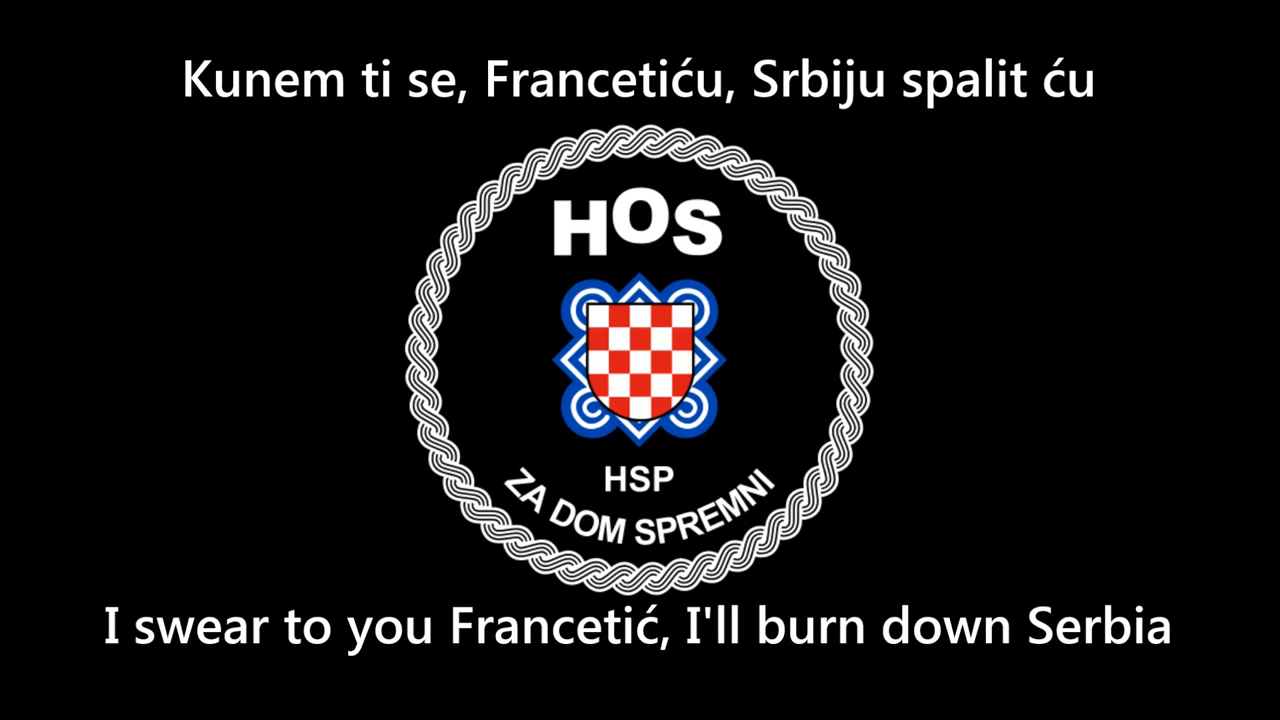 Kunem ti se, Francetiću, Srbiju spalit ću
HOS
HSP
ZA DOM SPREMNI
I swear to you Francetić, I'll burn down Serbia